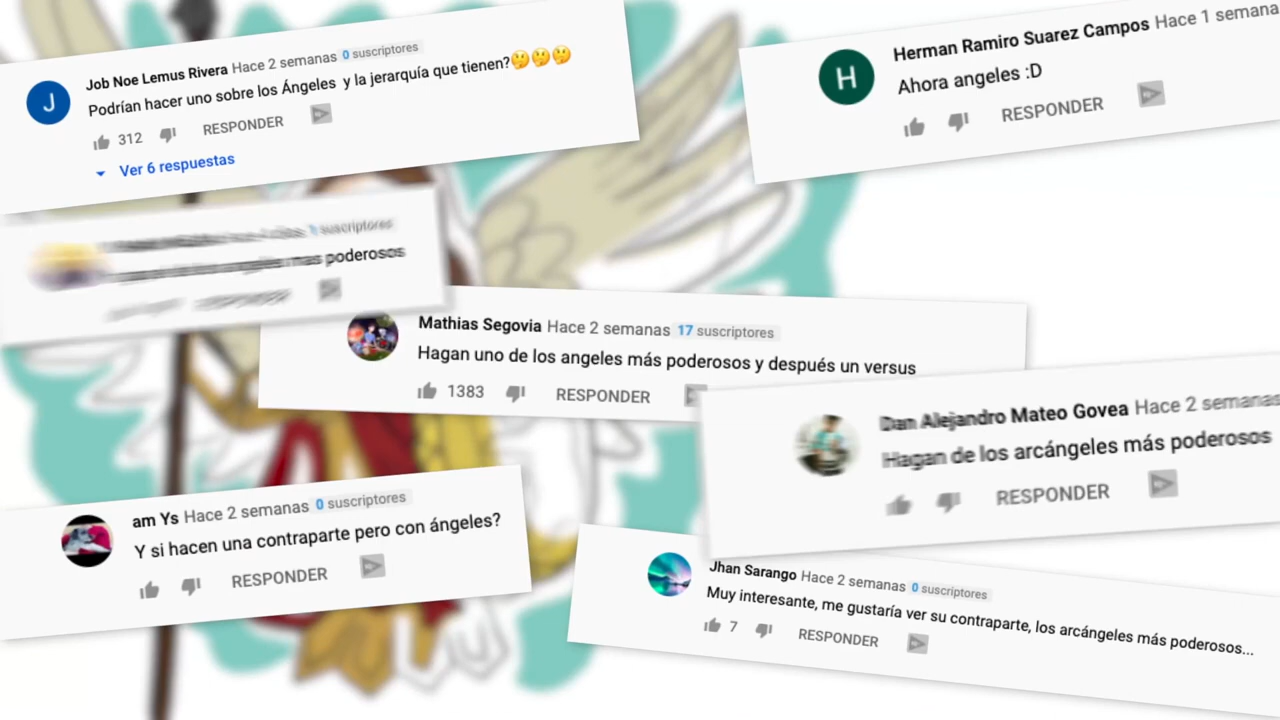 J
Job Noe Lemus Rivera Hace 2 semanas 0 suscriptores
Podrían hacer uno sobre los Ángeles y la jerarquía que tienen?🤔🤔🤔
312 RESPONDER
Ver 6 respuestas
H
Herman Ramiro Suarez Campos Hace 1 semana
Ahora angeles :D
RESPONDER
suscriptores
mas poderosos
Mathias Segovia Hace 2 semanas 17 suscriptores
Hagan uno de los angeles más poderosos y después un versus
1383 RESPONDER
Dan Alejandro Mateo Govea Hace 2 semanas
Hagan de los arcángeles más poderosos
RESPONDER
am Ys Hace 2 semanas 0 suscriptores
Y si hacen una contraparte pero con ángeles?
RESPONDER
Jhan Sarango Hace 2 semanas 0 suscriptores
Muy interesante, me gustaría ver su contraparte, los arcángeles más poderosos...
7 RESPONDER